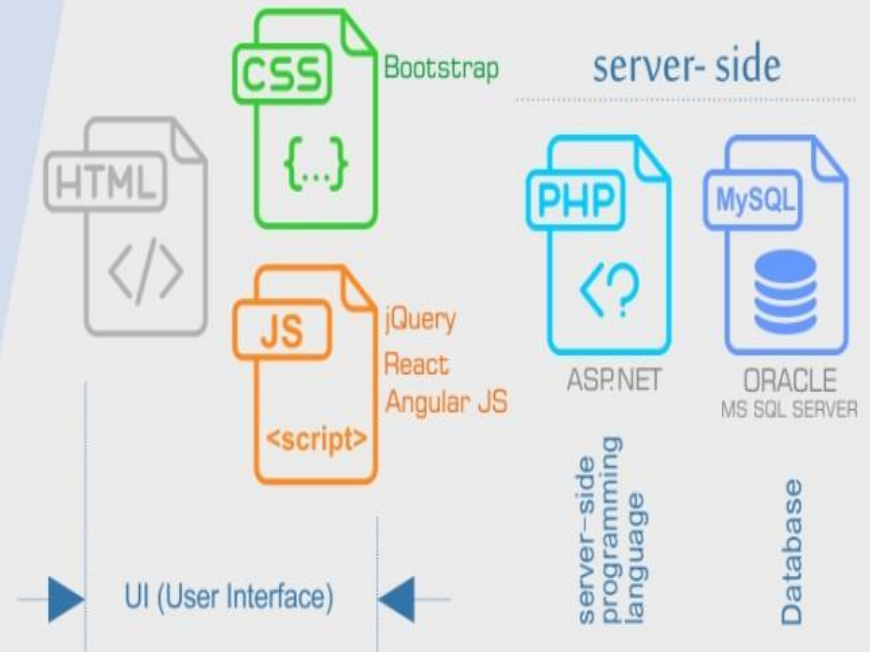 HTML
</>
CSS
{...}
Bootstrap
JS
<script>
jQuery
React
Angular JS
UI (User Interface)
server- side
PHP
<?
ASP.NET
server-side
programming
language
MySQL
ORACLE
MS SQL SERVER
Database